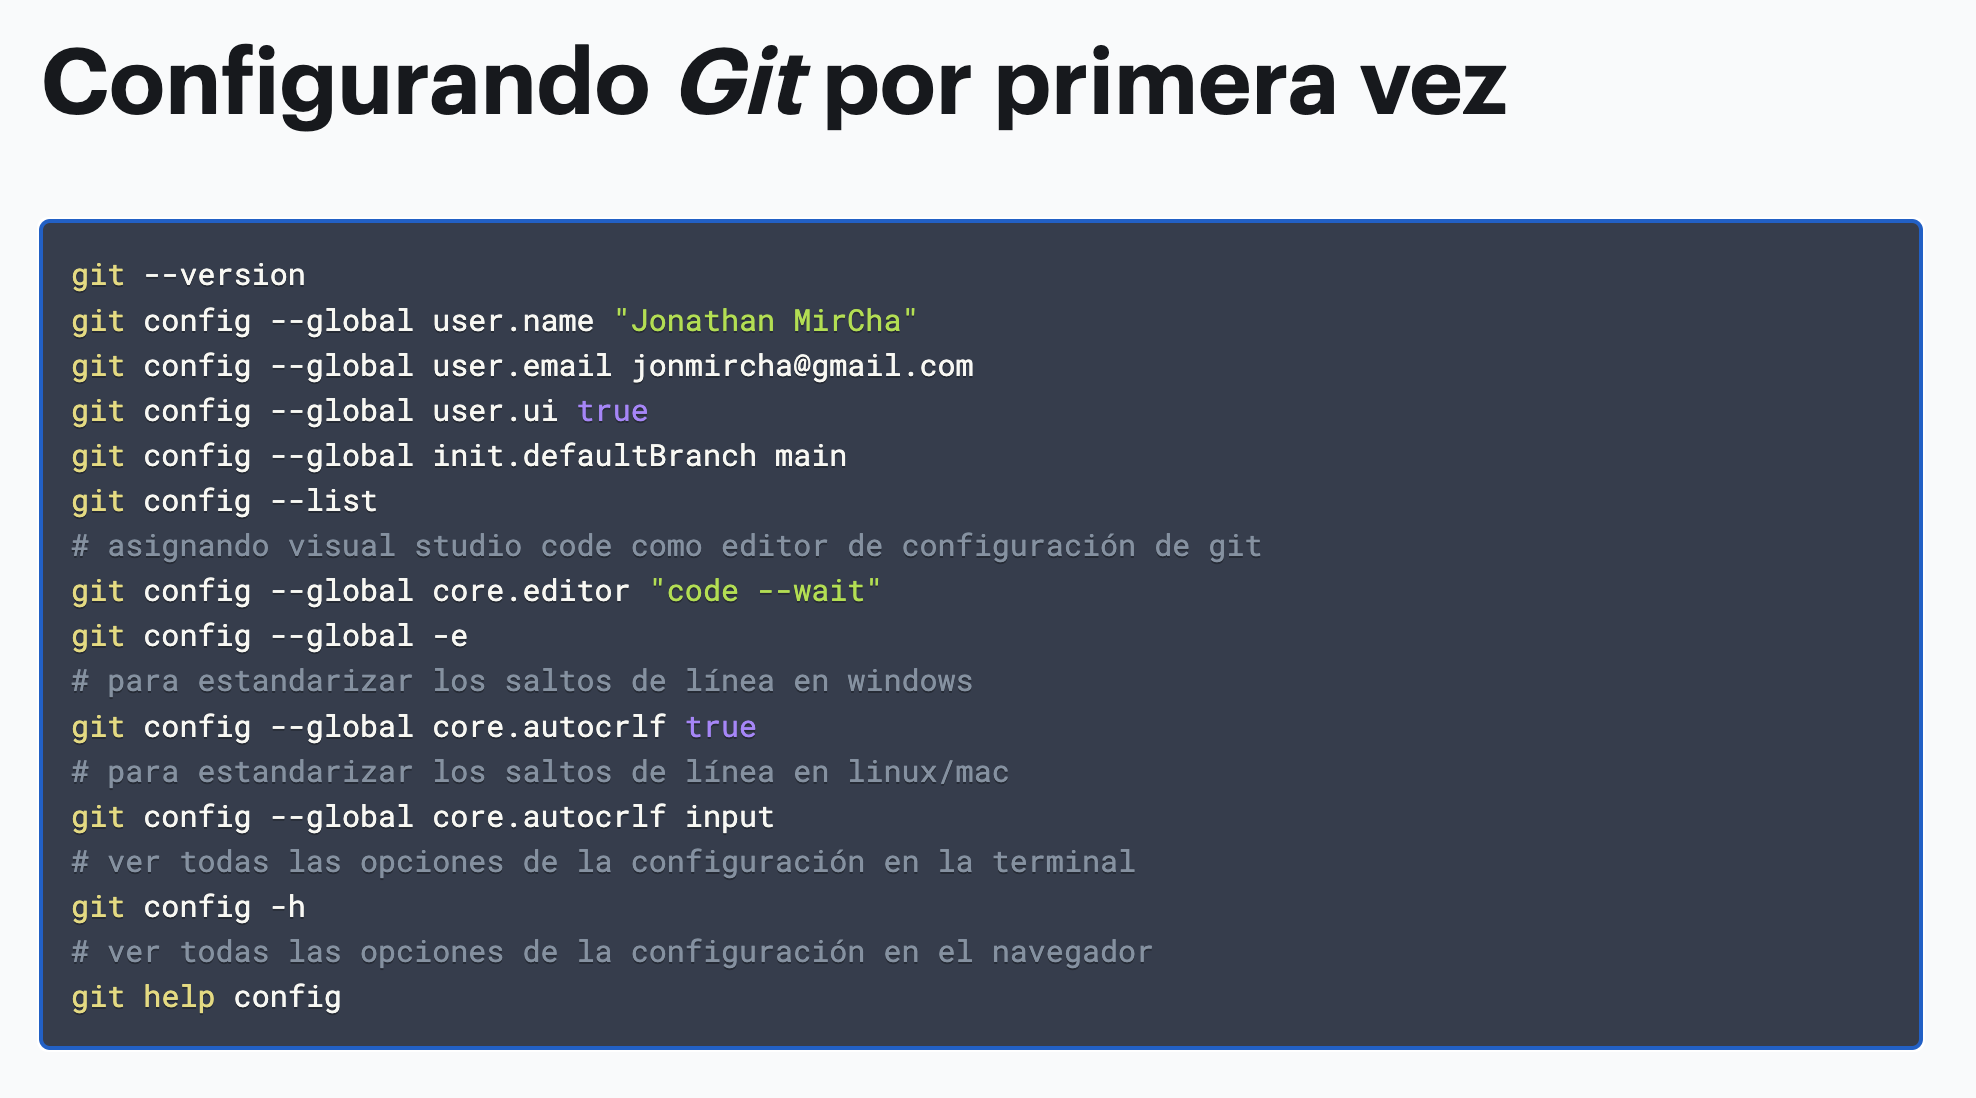 Configurando Git por primera vez
git --version
git config --global user.name "Jonathan MirCha"
git config --global user.email jonmircha@gmail.com
git config --global user.ui true
git config --global init.defaultBranch main
git config --list
# asignando visual studio code como editor de configuración de git
git config --global core.editor "code --wait"
git config --global -e
# para estandarizar los saltos de línea en windows
git config --global core.autocrlf true
# para estandarizar los saltos de línea en linux/mac
git config --global core.autocrlf input
# ver todas las opciones de la configuración en la terminal
git config -h
# ver todas las opciones de la configuración en el navegador
git help config